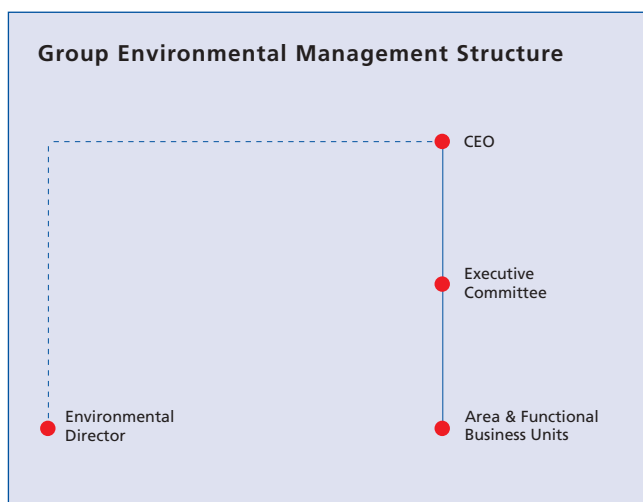 Group Environmental Management Structure
CEO
Executive
Committee
Environmental
Director
Area & Functional
Business Units